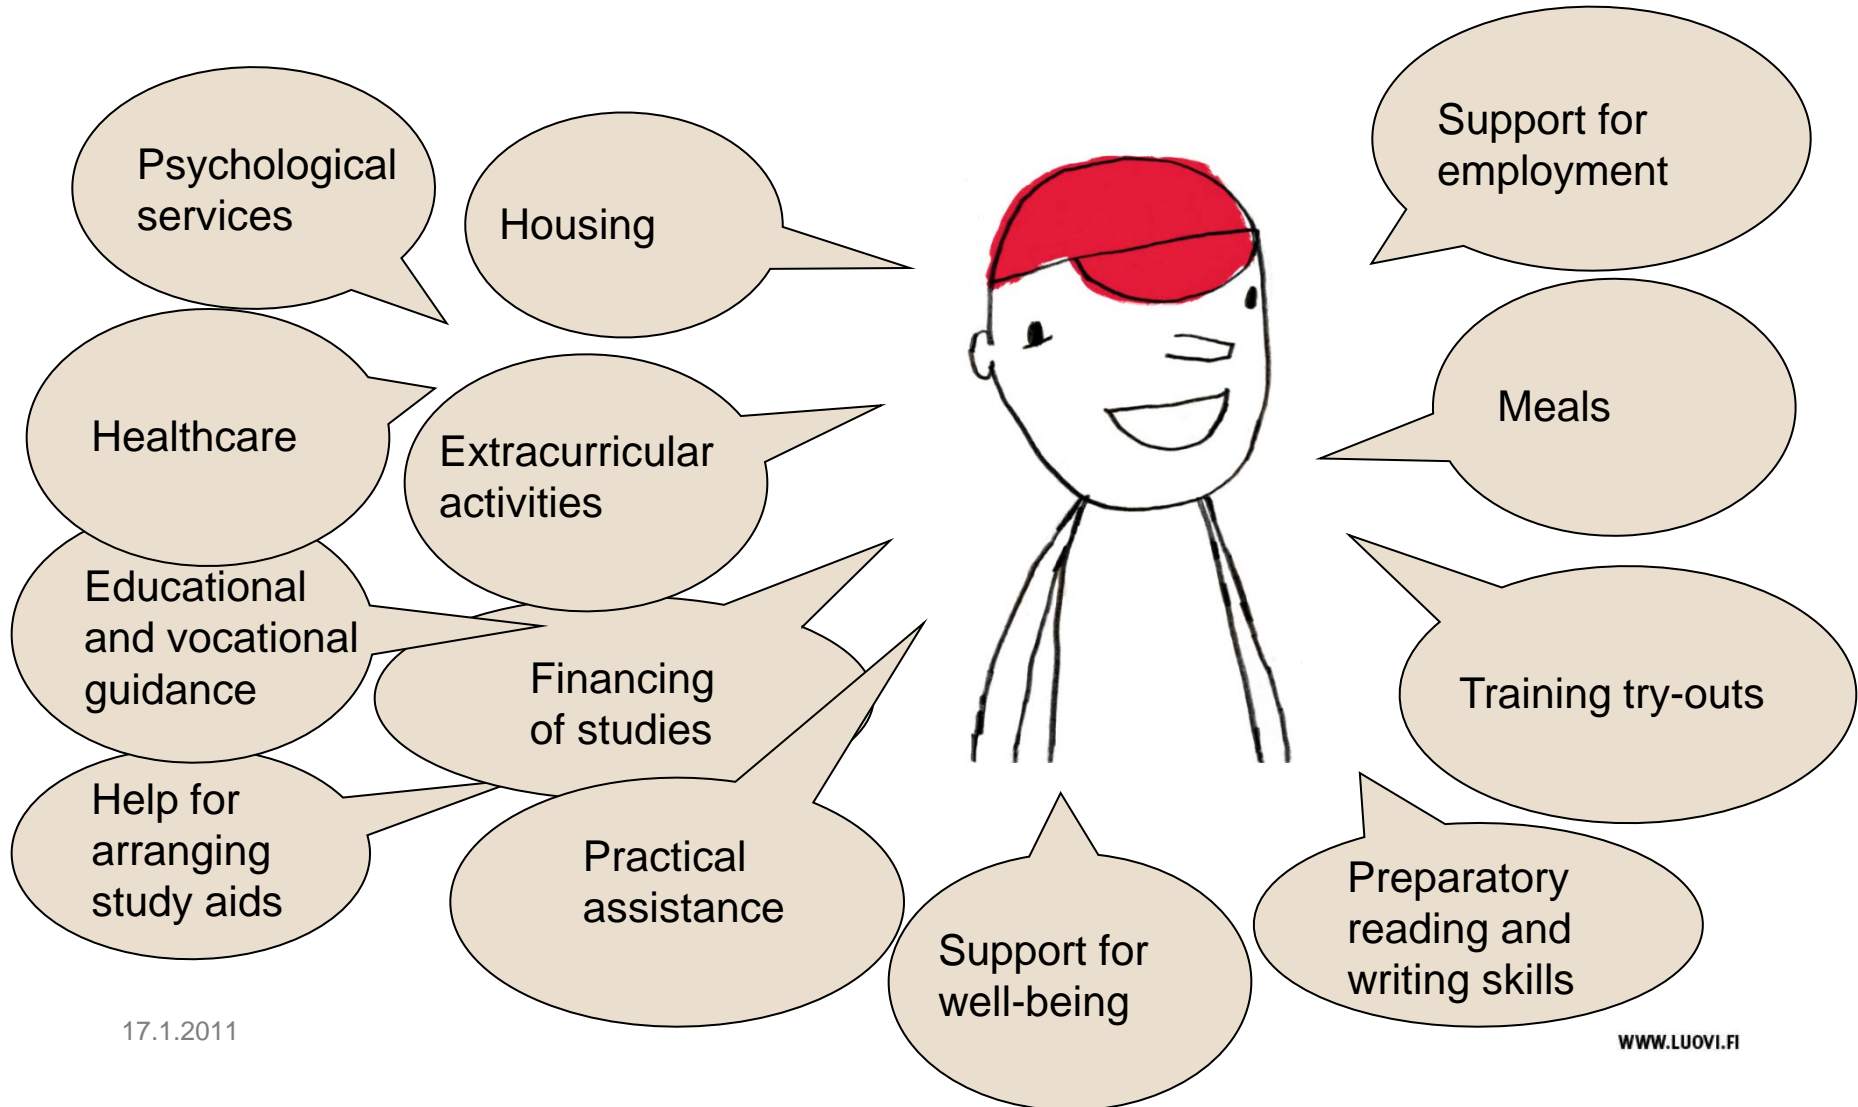 Psychological
services
Housing
Support for
employment
Healthcare
Extracurricular
activities
Meals
Educational
and vocational
guidance
Financing
of studies
Training try-outs
Help for
arranging
study aids
Practical
assistance
Support for
well-being
Preparatory
reading and
writing skills
17.1.2011
WWW.LUOVI.FI